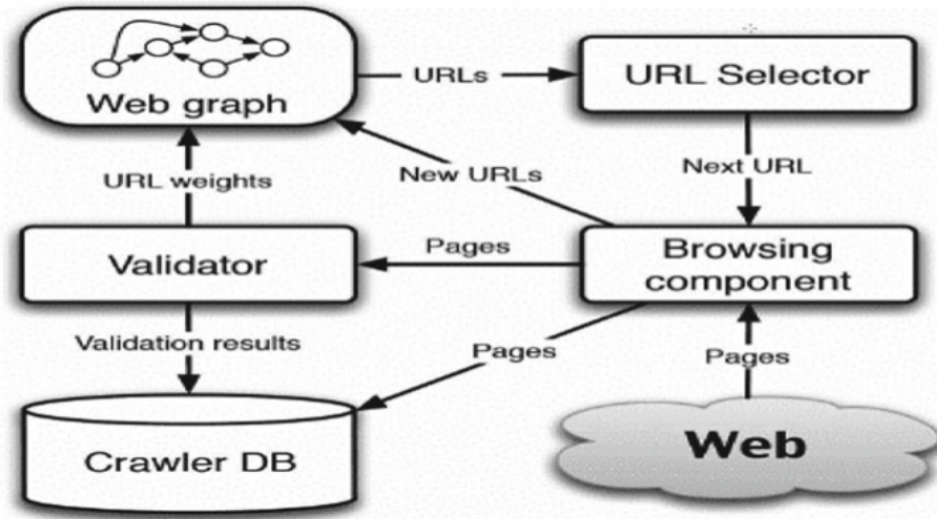 Web graph
URLs
URL Selector
URL weights
New URLs
Next URL
Validator
Pages
Browsing
component
Validation results
Pages
Pages
Crawler DB
Web